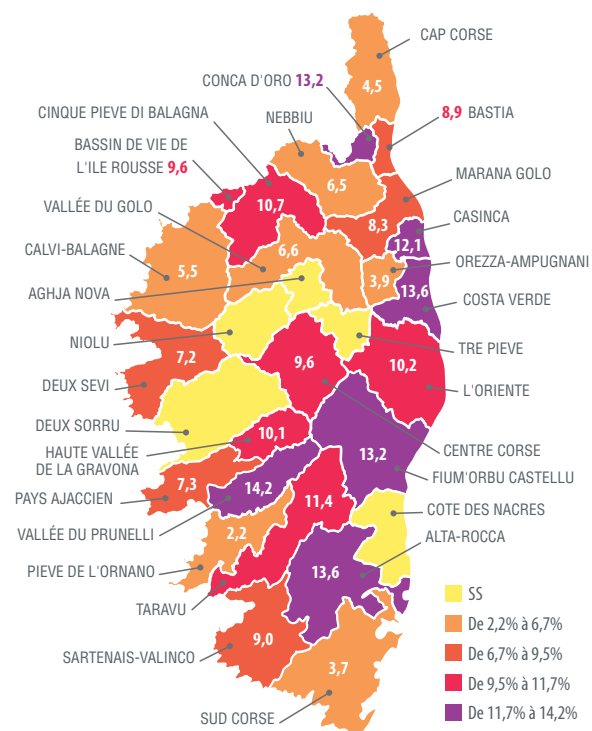 CAP CORSE
4,5
CONCA D'ORO 13,2
8,9 BASTIA
CINQUE PIEVE DI BALAGNA
NEBBIU
BASSIN DE VIE DE
L'ILE ROUSSE 9,6
MARANA GOLO
6,5
VALLÉE DU GOLO
10,7
CASINCA
8,3
12,1
CALVI-BALAGNE
6,6
OREZZA-AMPUGNANI
5,5
3,9
AGHJA NOVA
13,6
COSTA VERDE
NIOLU
TRE PIEVE
7,2
9,6
10,2
DEUX SEVI
L'ORIENTE
DEUX SORRU
10,1
HAUTE VALLÉE
DE LA GRAVONA
CENTRE CORSE
13,2
FIUM'ORBU CASTELLU
7,3
14,2
PAYS AJACCIEN
11,4
COTE DES NACRES
VALLÉE DU PRUNELLI
2,2
ALTA-ROCCA
PIEVE DE L'ORNANO
13,6
TARAVU
SS
De 2,2% à 6,7%
9,0
De 6,7% à 9,5%
SARTENAIS-VALINCO
3,7
De 9,5% à 11,7%
SUD CORSE
De 11,7% à 14,2%